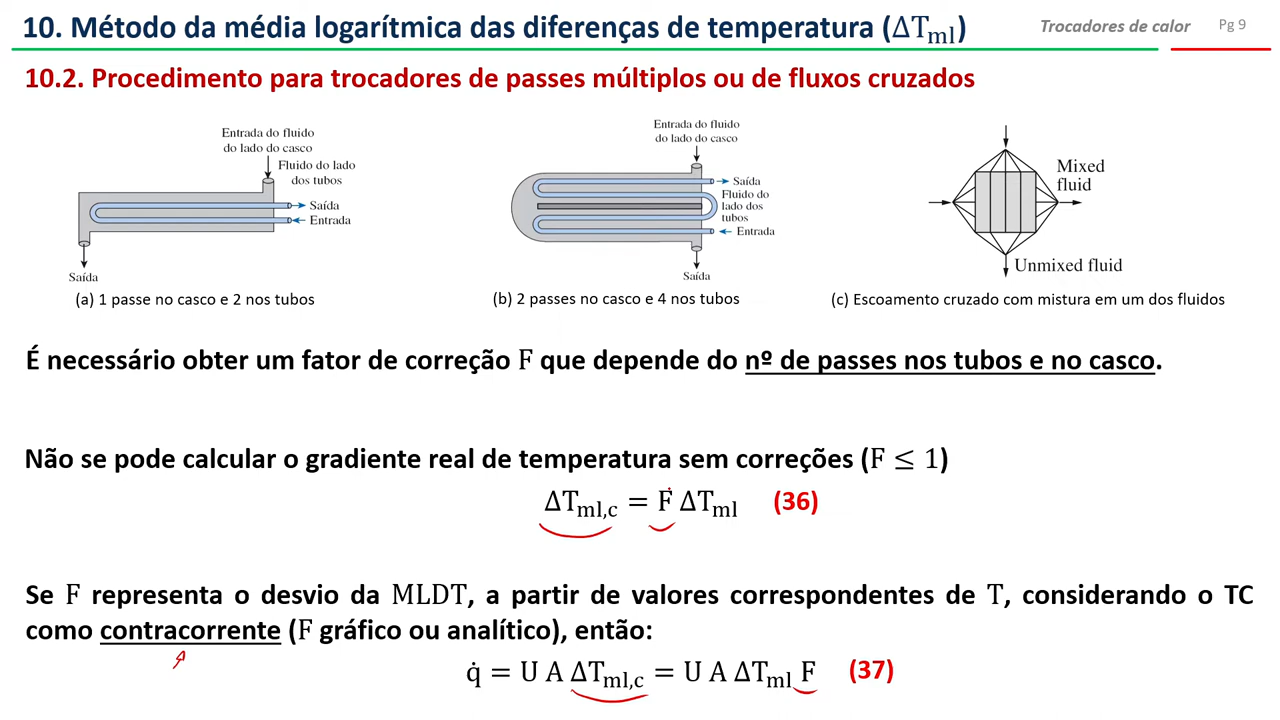 10. Método da média logarítmica das diferenças de temperatura (ΔTml)
Trocadores de calor
Pg 9
10.2. Procedimento para trocadores de passes múltiplos ou de fluxos cruzados
Entrada do fluido
do lado do casco
Fluido do lado
dos tubos
Saída
Entrada
Saída
(a) 1 passe no casco e 2 nos tubos
Entrada do fluido
do lado do casco
Saída
Fluido do
lado dos
tubos
Entrada
Saída
(b) 2 passes no casco e 4 nos tubos
Mixed
fluid
Unmixed fluid
(c) Escoamento cruzado com mistura em um dos fluidos
É necessário obter um fator de correção F que depende do nº de passes nos tubos e no casco.
Não se pode calcular o gradiente real de temperatura sem correções (F ≤ 1)
ΔTml,c = F ΔTml (36)
Se F representa o desvio da MLDT, a partir de valores correspondentes de T, considerando o TC
como contracorrente (F gráfico ou analítico), então:
q̇ = U A ΔTml,c = U A ΔTml F (37)